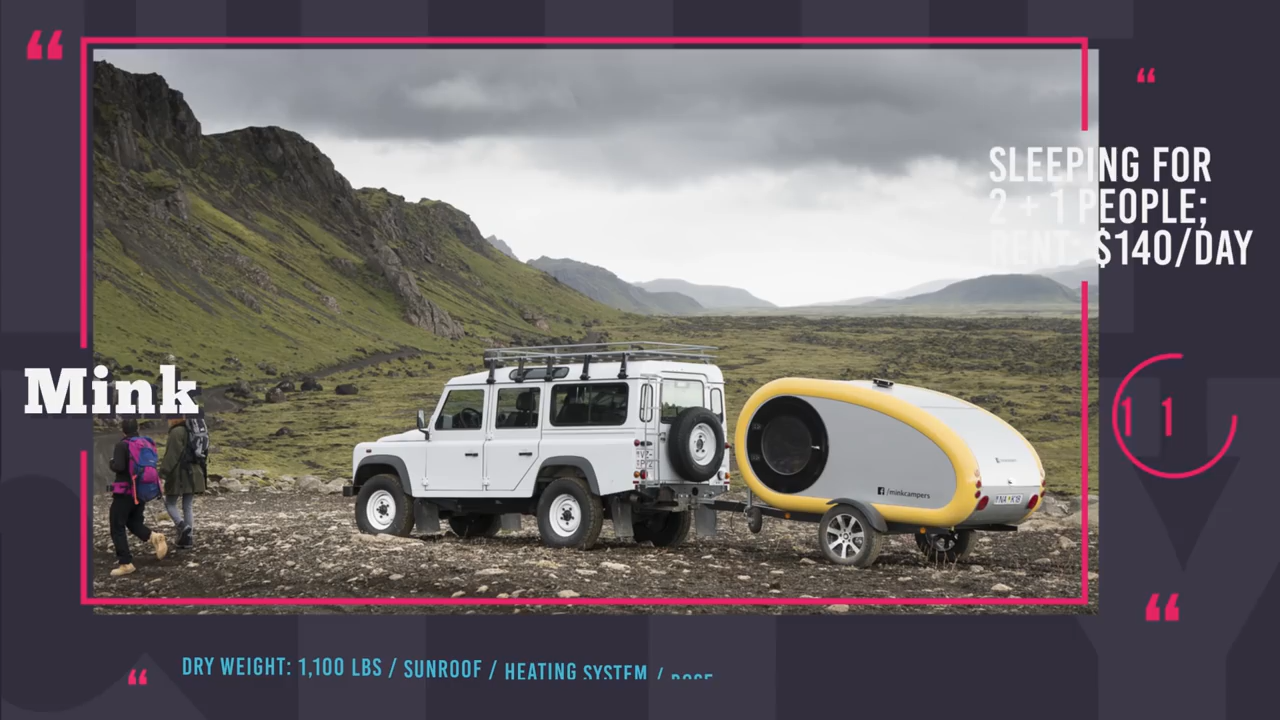 SLEEPING FOR
2 + 1 PEOPLE;
RENT: $140/DAY
Mink
11
/minkcampers
DRY WEIGHT: 1,100 LBS / SUNROOF / HEATING SYSTEM /